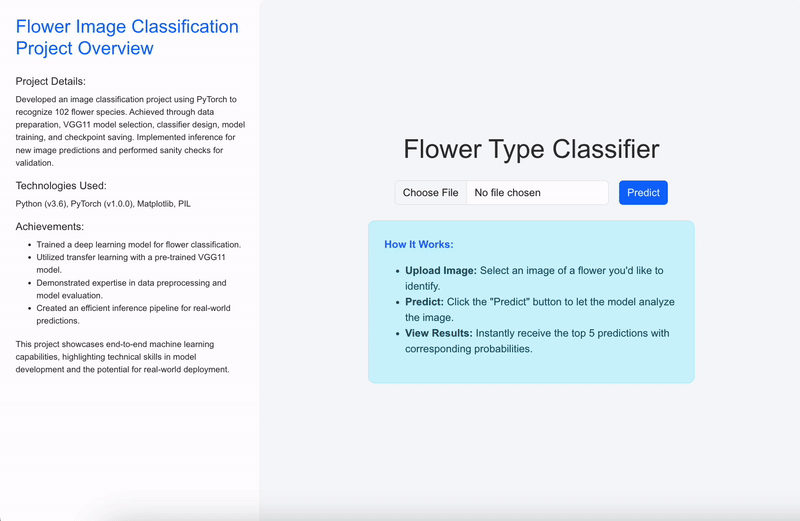 Flower Image Classification
Project Overview
Project Details:
Developed an image classification project using PyTorch to
recognize 102 flower species. Achieved through data
preparation, VGG11 model selection, classifier design, model
training, and checkpoint saving. Implemented inference for
new image predictions and performed sanity checks for
validation.
Technologies Used:
Python (v3.6), PyTorch (v1.0.0), Matplotlib, PIL
Achievements:
• Trained a deep learning model for flower classification.
• Utilized transfer learning with a pre-trained VGG11
model.
• Demonstrated expertise in data preprocessing and
model evaluation.
• Created an efficient inference pipeline for real-world
predictions.
This project showcases end-to-end machine learning
capabilities, highlighting technical skills in model
development and the potential for real-world deployment.
Flower Type Classifier
Choose File No file chosen Predict
How It Works:
• Upload Image: Select an image of a flower you'd like to
identify.
• Predict: Click the "Predict" button to let the model analyze
the image.
• View Results: Instantly receive the top 5 predictions with
corresponding probabilities.